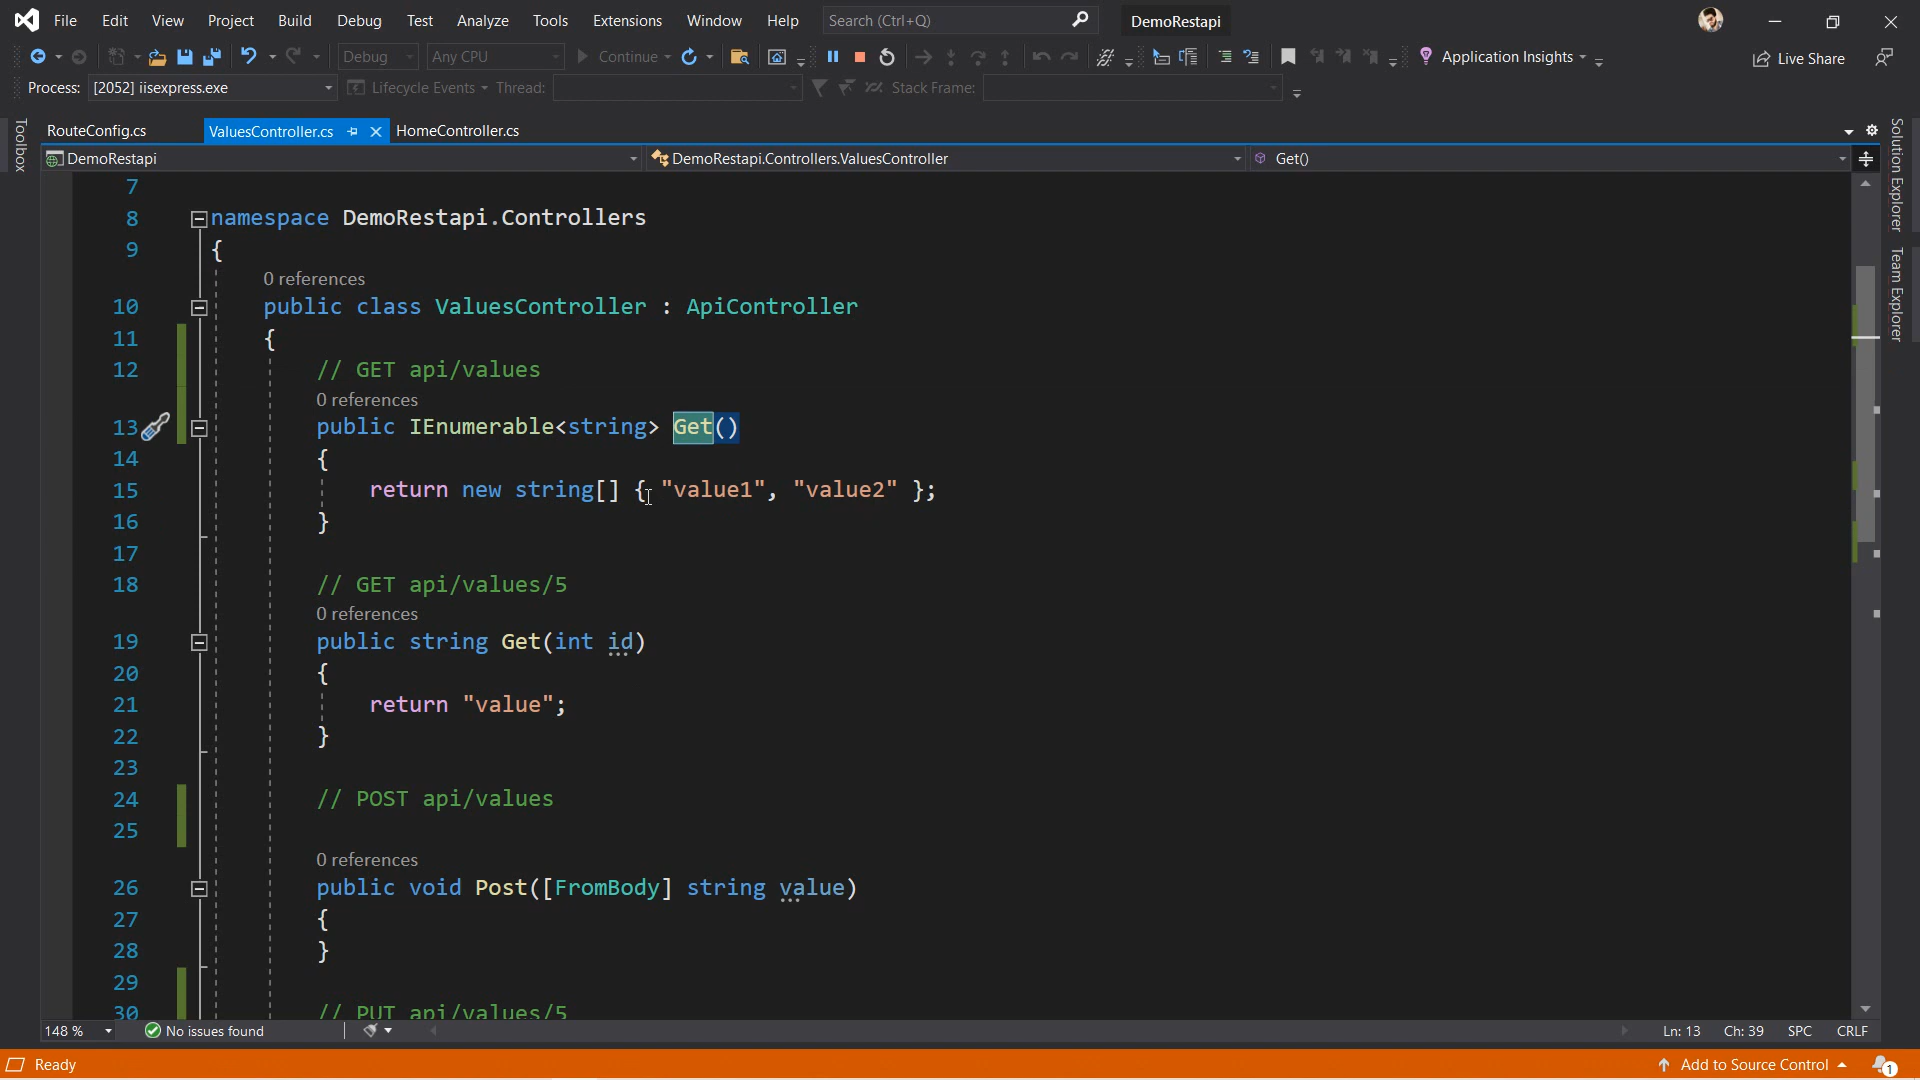 File Edit View Project Build Debug Test Analyze Tools Extensions Window Help Search (Ctrl+Q) DemoRestapi
Debug Any CPU Continue Application Insights Live Share
Process: [2052] iisexpress.exe Lifecycle Events Thread: Stack Frame:
Toolbox
RouteConfig.cs ValuesController.cs HomeController.cs
DemoRestapi DemoRestapi.Controllers.ValuesController Get()
Solution Explorer
Team Explorer
7
8 namespace DemoRestapi.Controllers
9 {
0 references
10 public class ValuesController : ApiController
11 {
12 // GET api/values
0 references
13 public IEnumerable<string> Get()
14 {
15 return new string[] { "value1", "value2" };
16 }
17
18 // GET api/values/5
0 references
19 public string Get(int id)
20 {
21 return "value";
22 }
23
24 // POST api/values
25
0 references
26 public void Post([FromBody] string value)
27 {
28 }
29
30 // PUT api/values/5
148 % No issues found Ln: 13 Ch: 39 SPC CRLF
Ready Add to Source Control 1